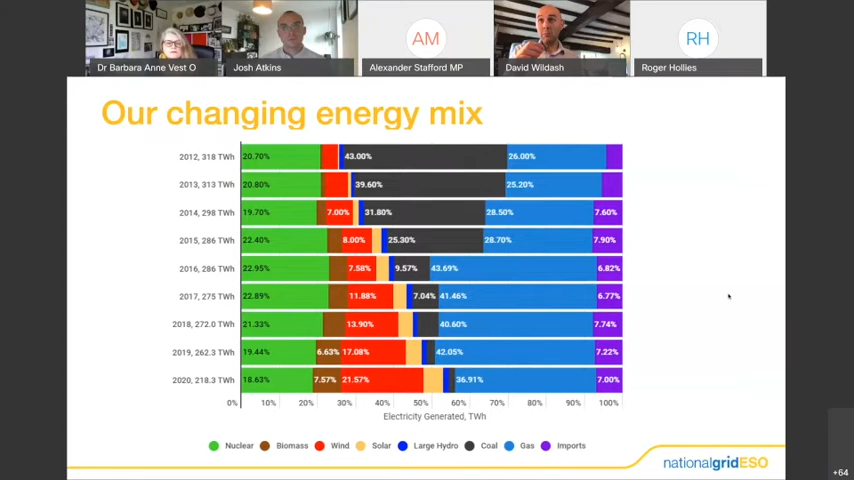 AM
RH
Dr Barbara Anne Vest O
Josh Atkins
Alexander Stafford MP
David Wildash
Roger Hollies
Our changing energy mix
2012, 318 TWh 20.70% 43.00% 26.00%
2013, 313 TWh 20.80% 39.60% 25.20%
2014, 298 TWh 19.70% 7.00% 31.80% 28.50% 7.60%
2015, 286 TWh 22.40% 8.00% 25.30% 28.70% 7.90%
2016, 286 TWh 22.95% 7.58% 9.57% 43.69% 6.82%
2017, 275 TWh 22.89% 11.88% 7.04% 41.46% 6.77%
2018, 272.0 TWh 21.33% 13.90% 40.60% 7.74%
2019, 262.3 TWh 19.44% 6.63% 17.08% 42.05% 7.22%
2020, 218.3 TWh 18.63% 7.57% 21.57% 36.91% 7.00%
0% 10% 20% 30% 40% 50% 60% 70% 80% 90% 100%
Electricity Generated, TWh
Nuclear Biomass Wind Solar Large Hydro Coal Gas Imports
nationalgridESO
+64